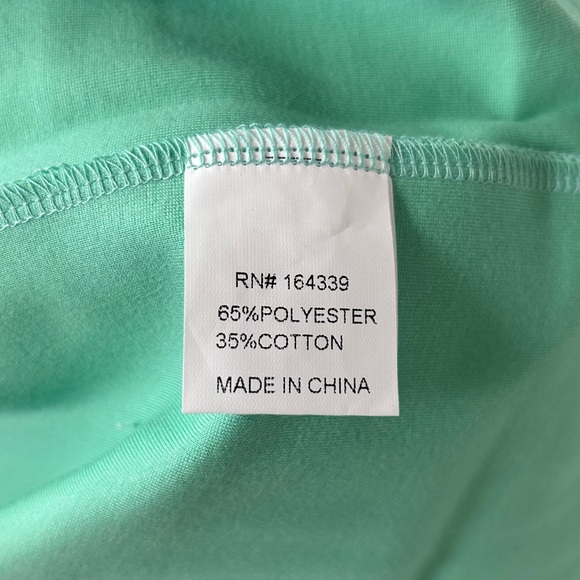 RN# 164339
65%POLYESTER
35%COTTON
MADE IN CHINA